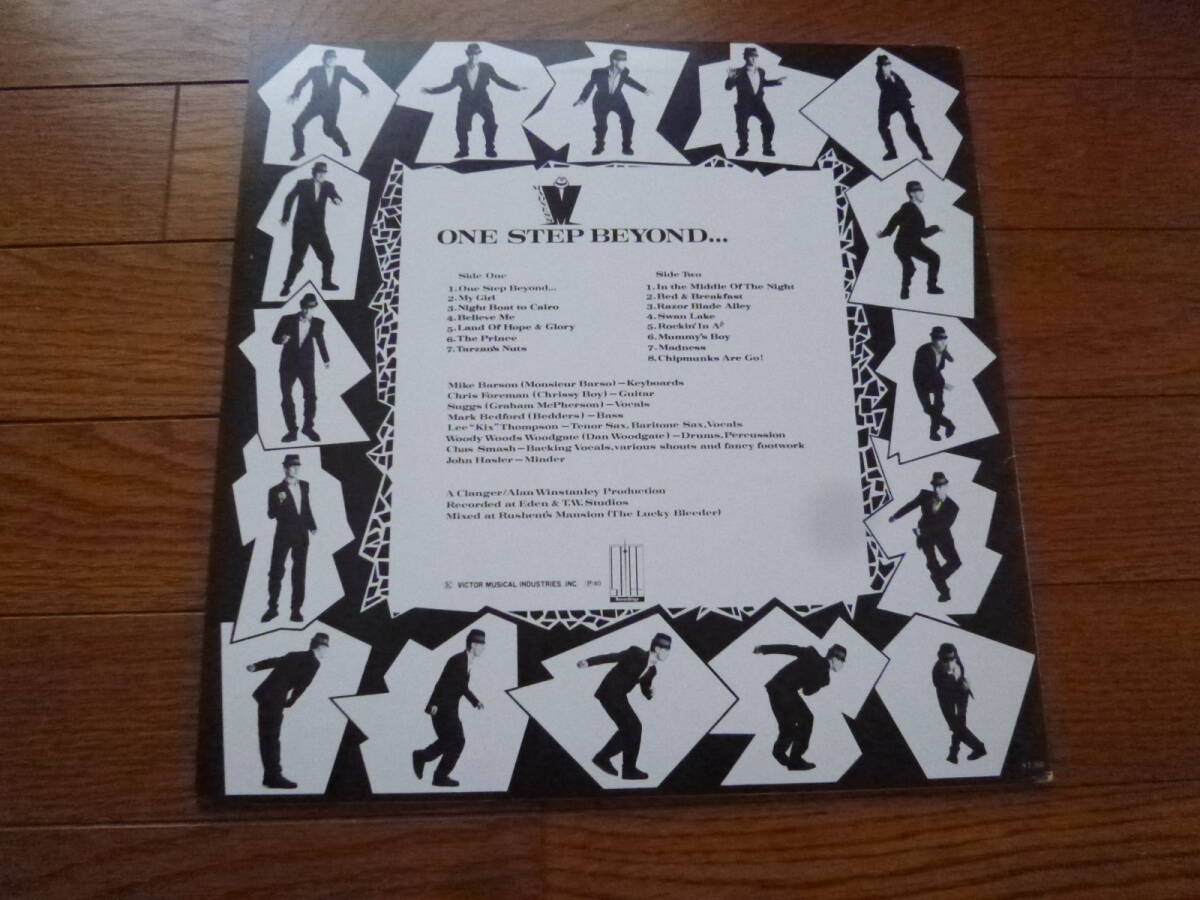 ONE STEP BEYOND...
Side One
1. One Step Beyond...
2. My Girl
3. Night Boat to Cairo
4. Believe Me
5. Land Of Hope & Glory
6. The Prince
7. Tarzan's Nuts
Side Two
1. In the Middle Of The Night
2. Bed & Breakfast
3. Razor Blade Alley
4. Swan Lake
5. Rockin' In A♭
6. Mummy's Boy
7. Madness
8. Chipmunks Are Go!
Mike Barson (Monsieur Barso) – Keyboards
Chris Foreman (Chrissy Boy) – Guitar
Suggs (Graham McPherson) – Vocals
Mark Bedford (Bedders) – Bass
Lee "Kix" Thompson – Tenor Sax, Baritone Sax, Vocals
Woody Woods Woodgate (Dan Woodgate) – Drums, Percussion
Chas Smash – Backing Vocals, various shouts and fancy footwork
John Hasler – Minder
A Clanger/Alan Winstanley Production
Recorded at Eden & T.W. Studios
Mixed at Rushent's Mansion (The Lucky Bleeder)
VICTOR MUSICAL INDUSTRIES, INC.
Recordings